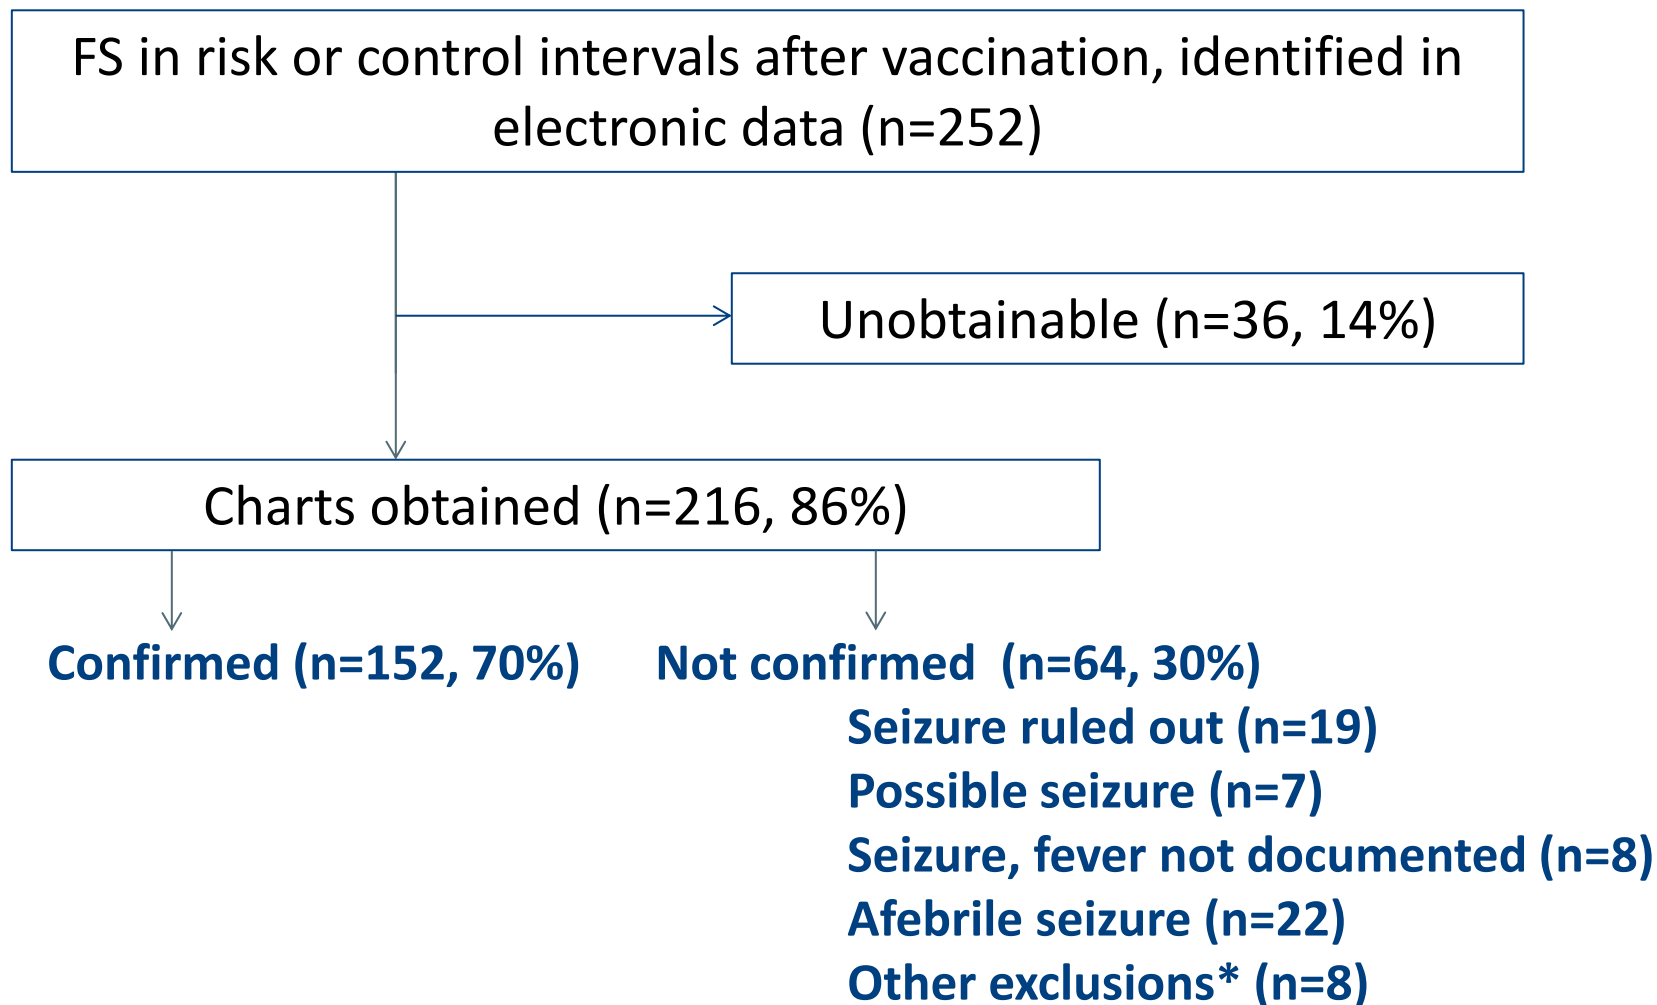 FS in risk or control intervals after vaccination, identified in
electronic data (n=252)
Unobtainable (n=36, 14%)
Charts obtained (n=216, 86%)
Confirmed (n=152, 70%)
Not confirmed (n=64, 30%)
Seizure ruled out (n=19)
Possible seizure (n=7)
Seizure, fever not documented (n=8)
Afebrile seizure (n=22)
Other exclusions* (n=8)